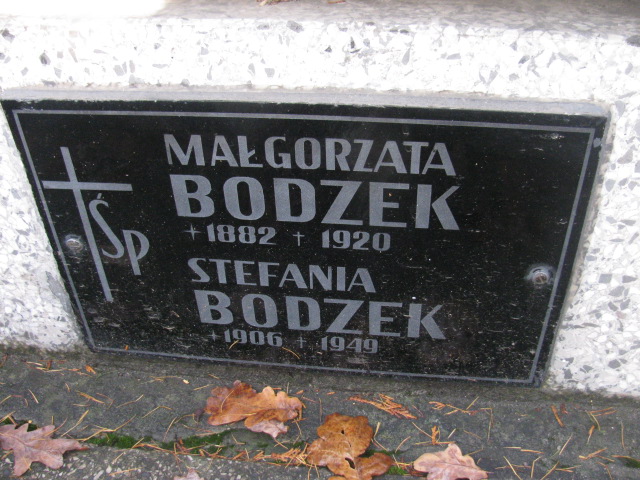 Śp
MAŁGORZATA
BODZEK
+1882 + 1920
STEFANIA
BODZEK
+1906 + 1949